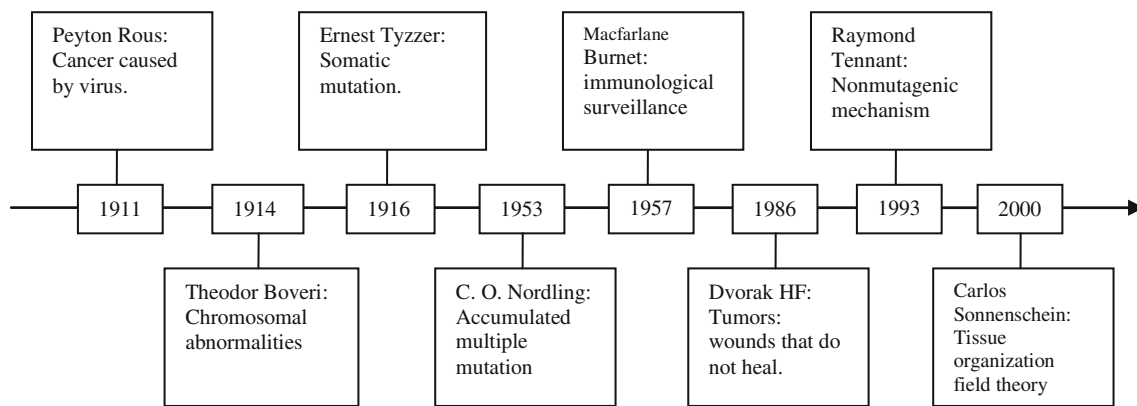 Peyton Rous:
Cancer caused
by virus.
Ernest Tyzzer:
Somatic
mutation.
Macfarlane
Burnet:
immunological
surveillance
Raymond
Tennant:
Nonmutagenic
mechanism
1911
1914
1916
1953
1957
1986
1993
2000
Theodor Boveri:
Chromosomal
abnormalities
C. O. Nordling:
Accumulated
multiple
mutation
Dvorak HF:
Tumors:
wounds that do
not heal.
Carlos
Sonnenschein:
Tissue
organization
field theory